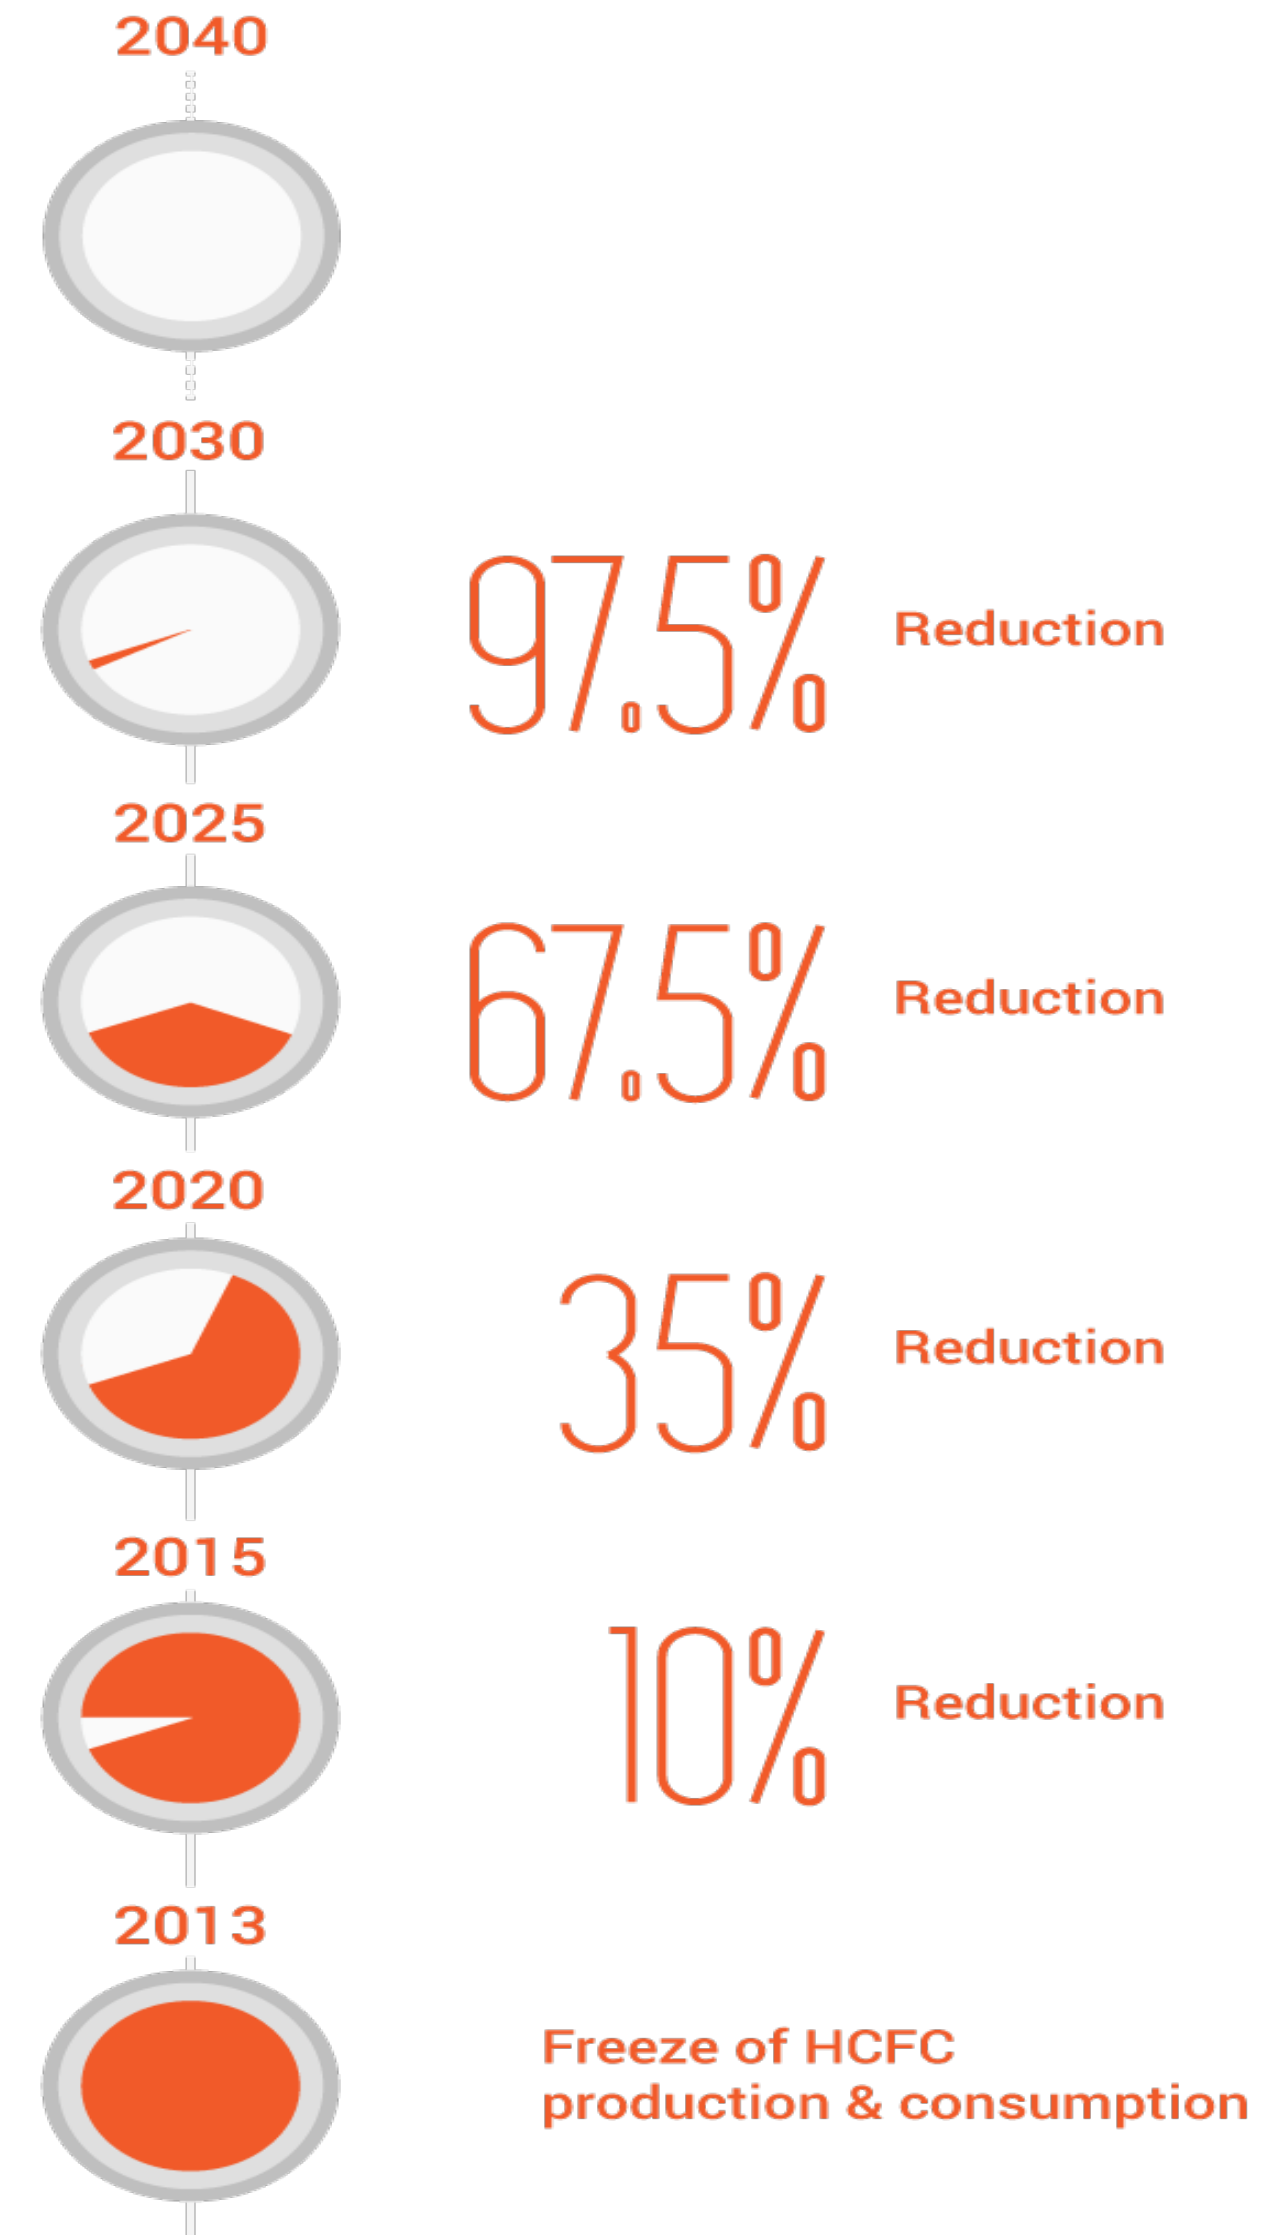 2040
2030
97.5% Reduction
2025
67.5% Reduction
2020
35% Reduction
2015
10% Reduction
2013
Freeze of HCFC
production & consumption